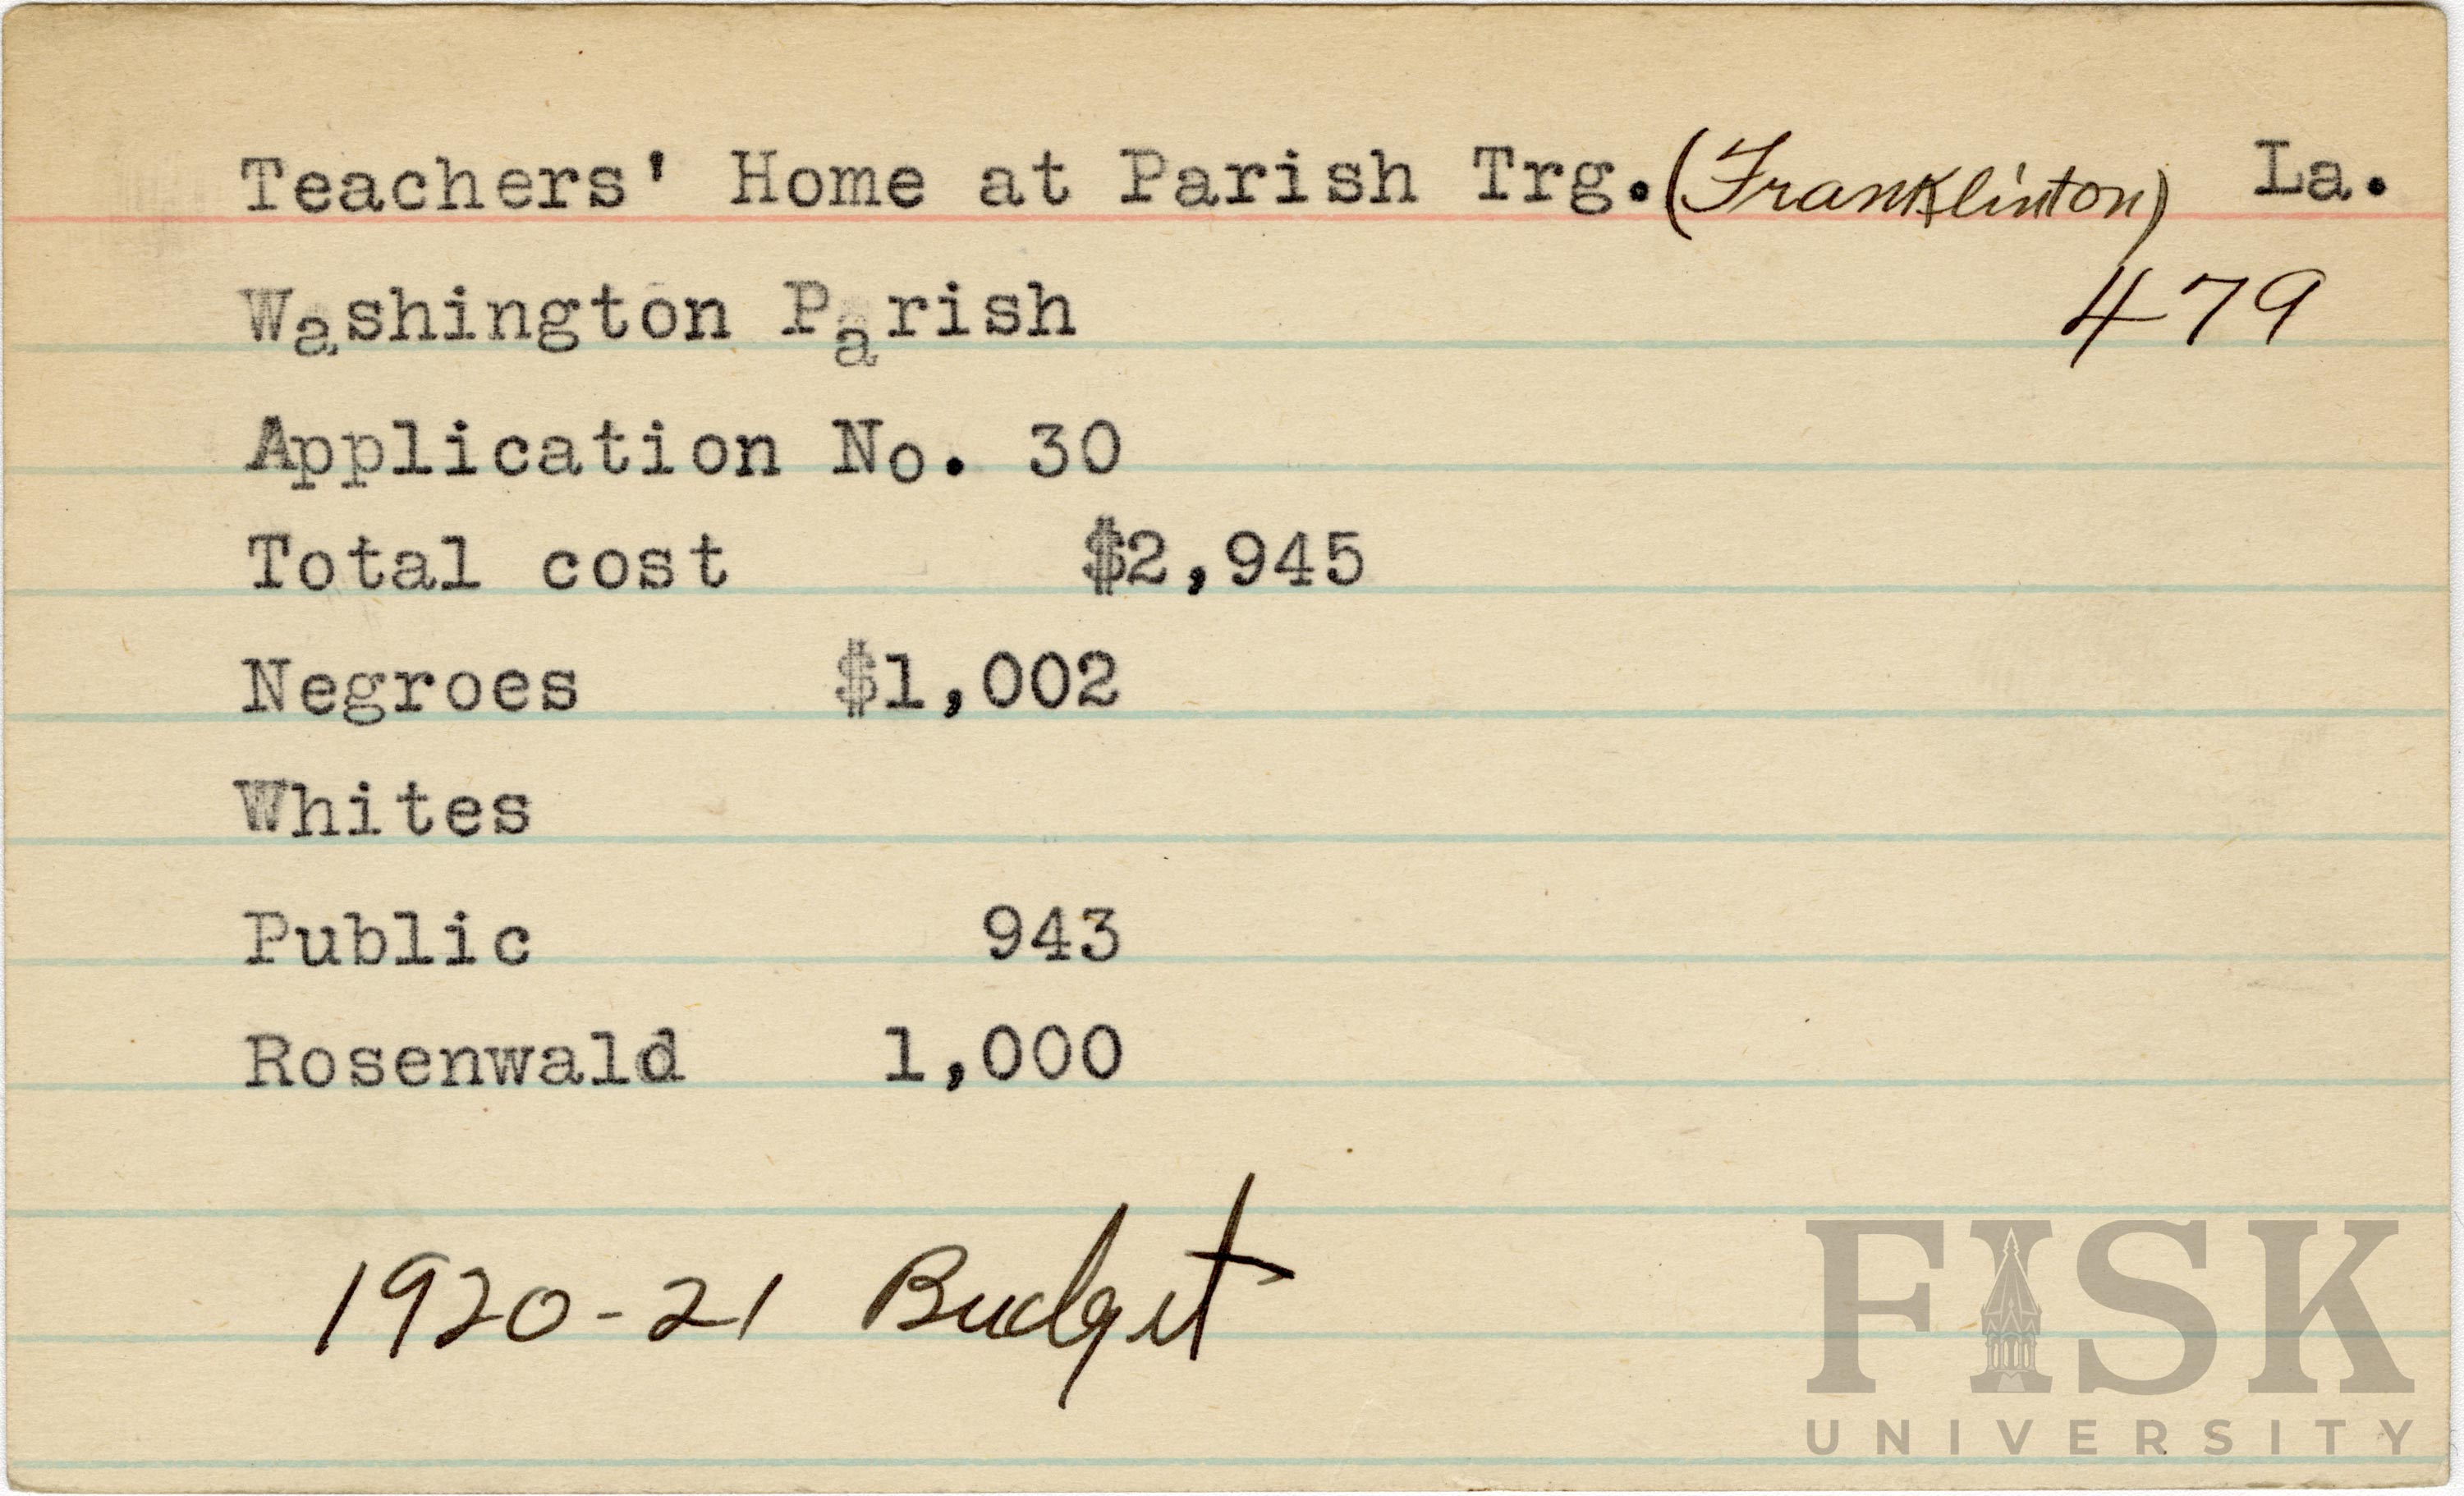 Teachers' Home at Parish Trg. (Franklinton) La.
Washington Parish 479
Application No. 30
Total cost $2,945
Negroes $1,002
Whites
Public 943
Rosenwald 1,000
1920-21 Budget
FISK
UNIVERSITY